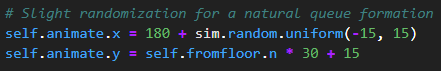 # Slight randomization for a natural queue formation
self.animate.x = 180 + sim.random.uniform(-15, 15)
self.animate.y = self.fromfloor.n * 30 + 15